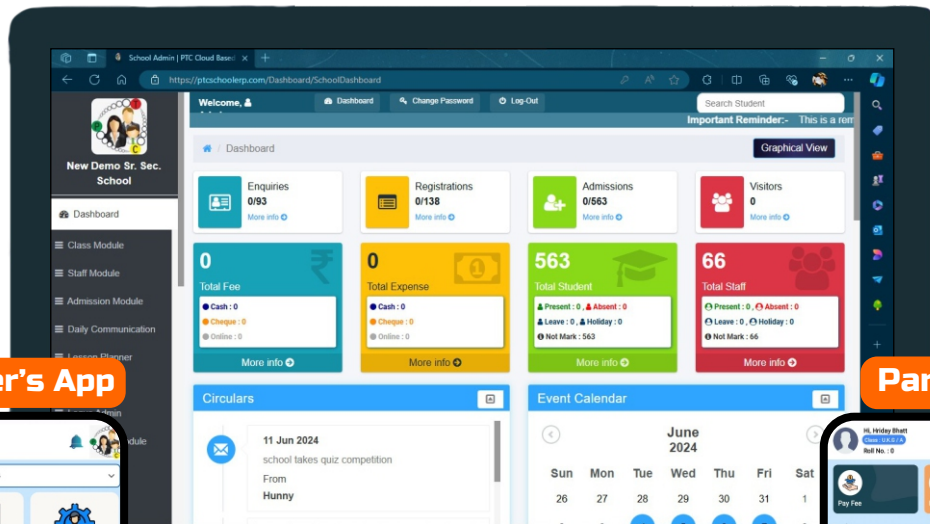 School Admin | PTC Cloud Based
https://ptcschoolerp.com/Dashboard/SchoolDashboard
New Demo Sr. Sec.
School
Dashboard
Class Module
Staff Module
Admission Module
Daily Communication
Lesson Planner
Admin
dule
Welcome,
Dashboard
Change Password
Log-Out
Search Student
Important Reminder:- This is a rem
/ Dashboard
Graphical View
Enquiries
0/93
More info
Registrations
0/138
More info
Admissions
0/563
More info
Visitors
0
More info
0
Total Fee
Cash : 0
Cheque : 0
Online : 0
More info
0
Total Expense
Cash : 0
Cheque : 0
Online : 0
More info
563
Total Student
Present : 0 , Absent : 0
Leave : 0 , Holiday : 0
Not Mark : 563
More info
66
Total Staff
Present : 0 , Absent : 0
Leave : 0 , Holiday : 0
Not Mark : 66
More info
Circulars
11 Jun 2024
school takes quiz competition
From
Hunny
Event Calendar
June
2024
Sun Mon Tue Wed Thu Fri Sat
26 27 28 29 30 31 1
er's App
Par
Hi, Hriday Bhatt
Class : U.K.G / A
Roll No. : 0
Pay Fee